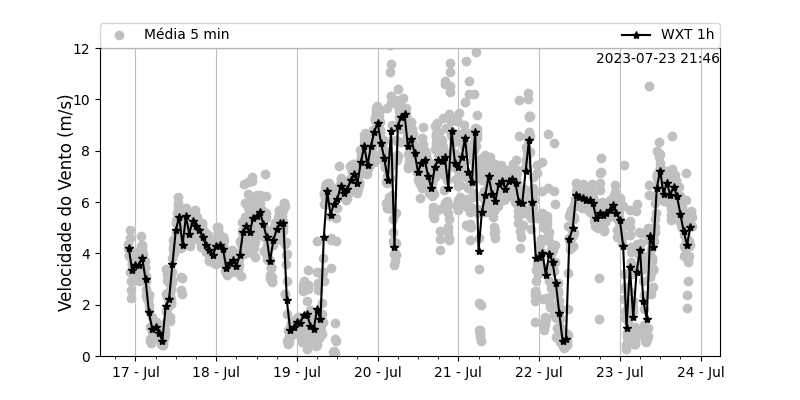 Média 5 min
WXT 1h
2023-07-23 21:46
Velocidade do Vento (m/s)
12
10
8
6
4
2
0
17 - Jul
18 - Jul
19 - Jul
20 - Jul
21 - Jul
22 - Jul
23 - Jul
24 - Jul